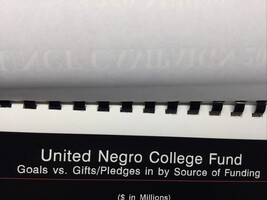 United Negro College Fund
Goals vs. Gifts/Pledges in by Source of Funding
($ in Millions)